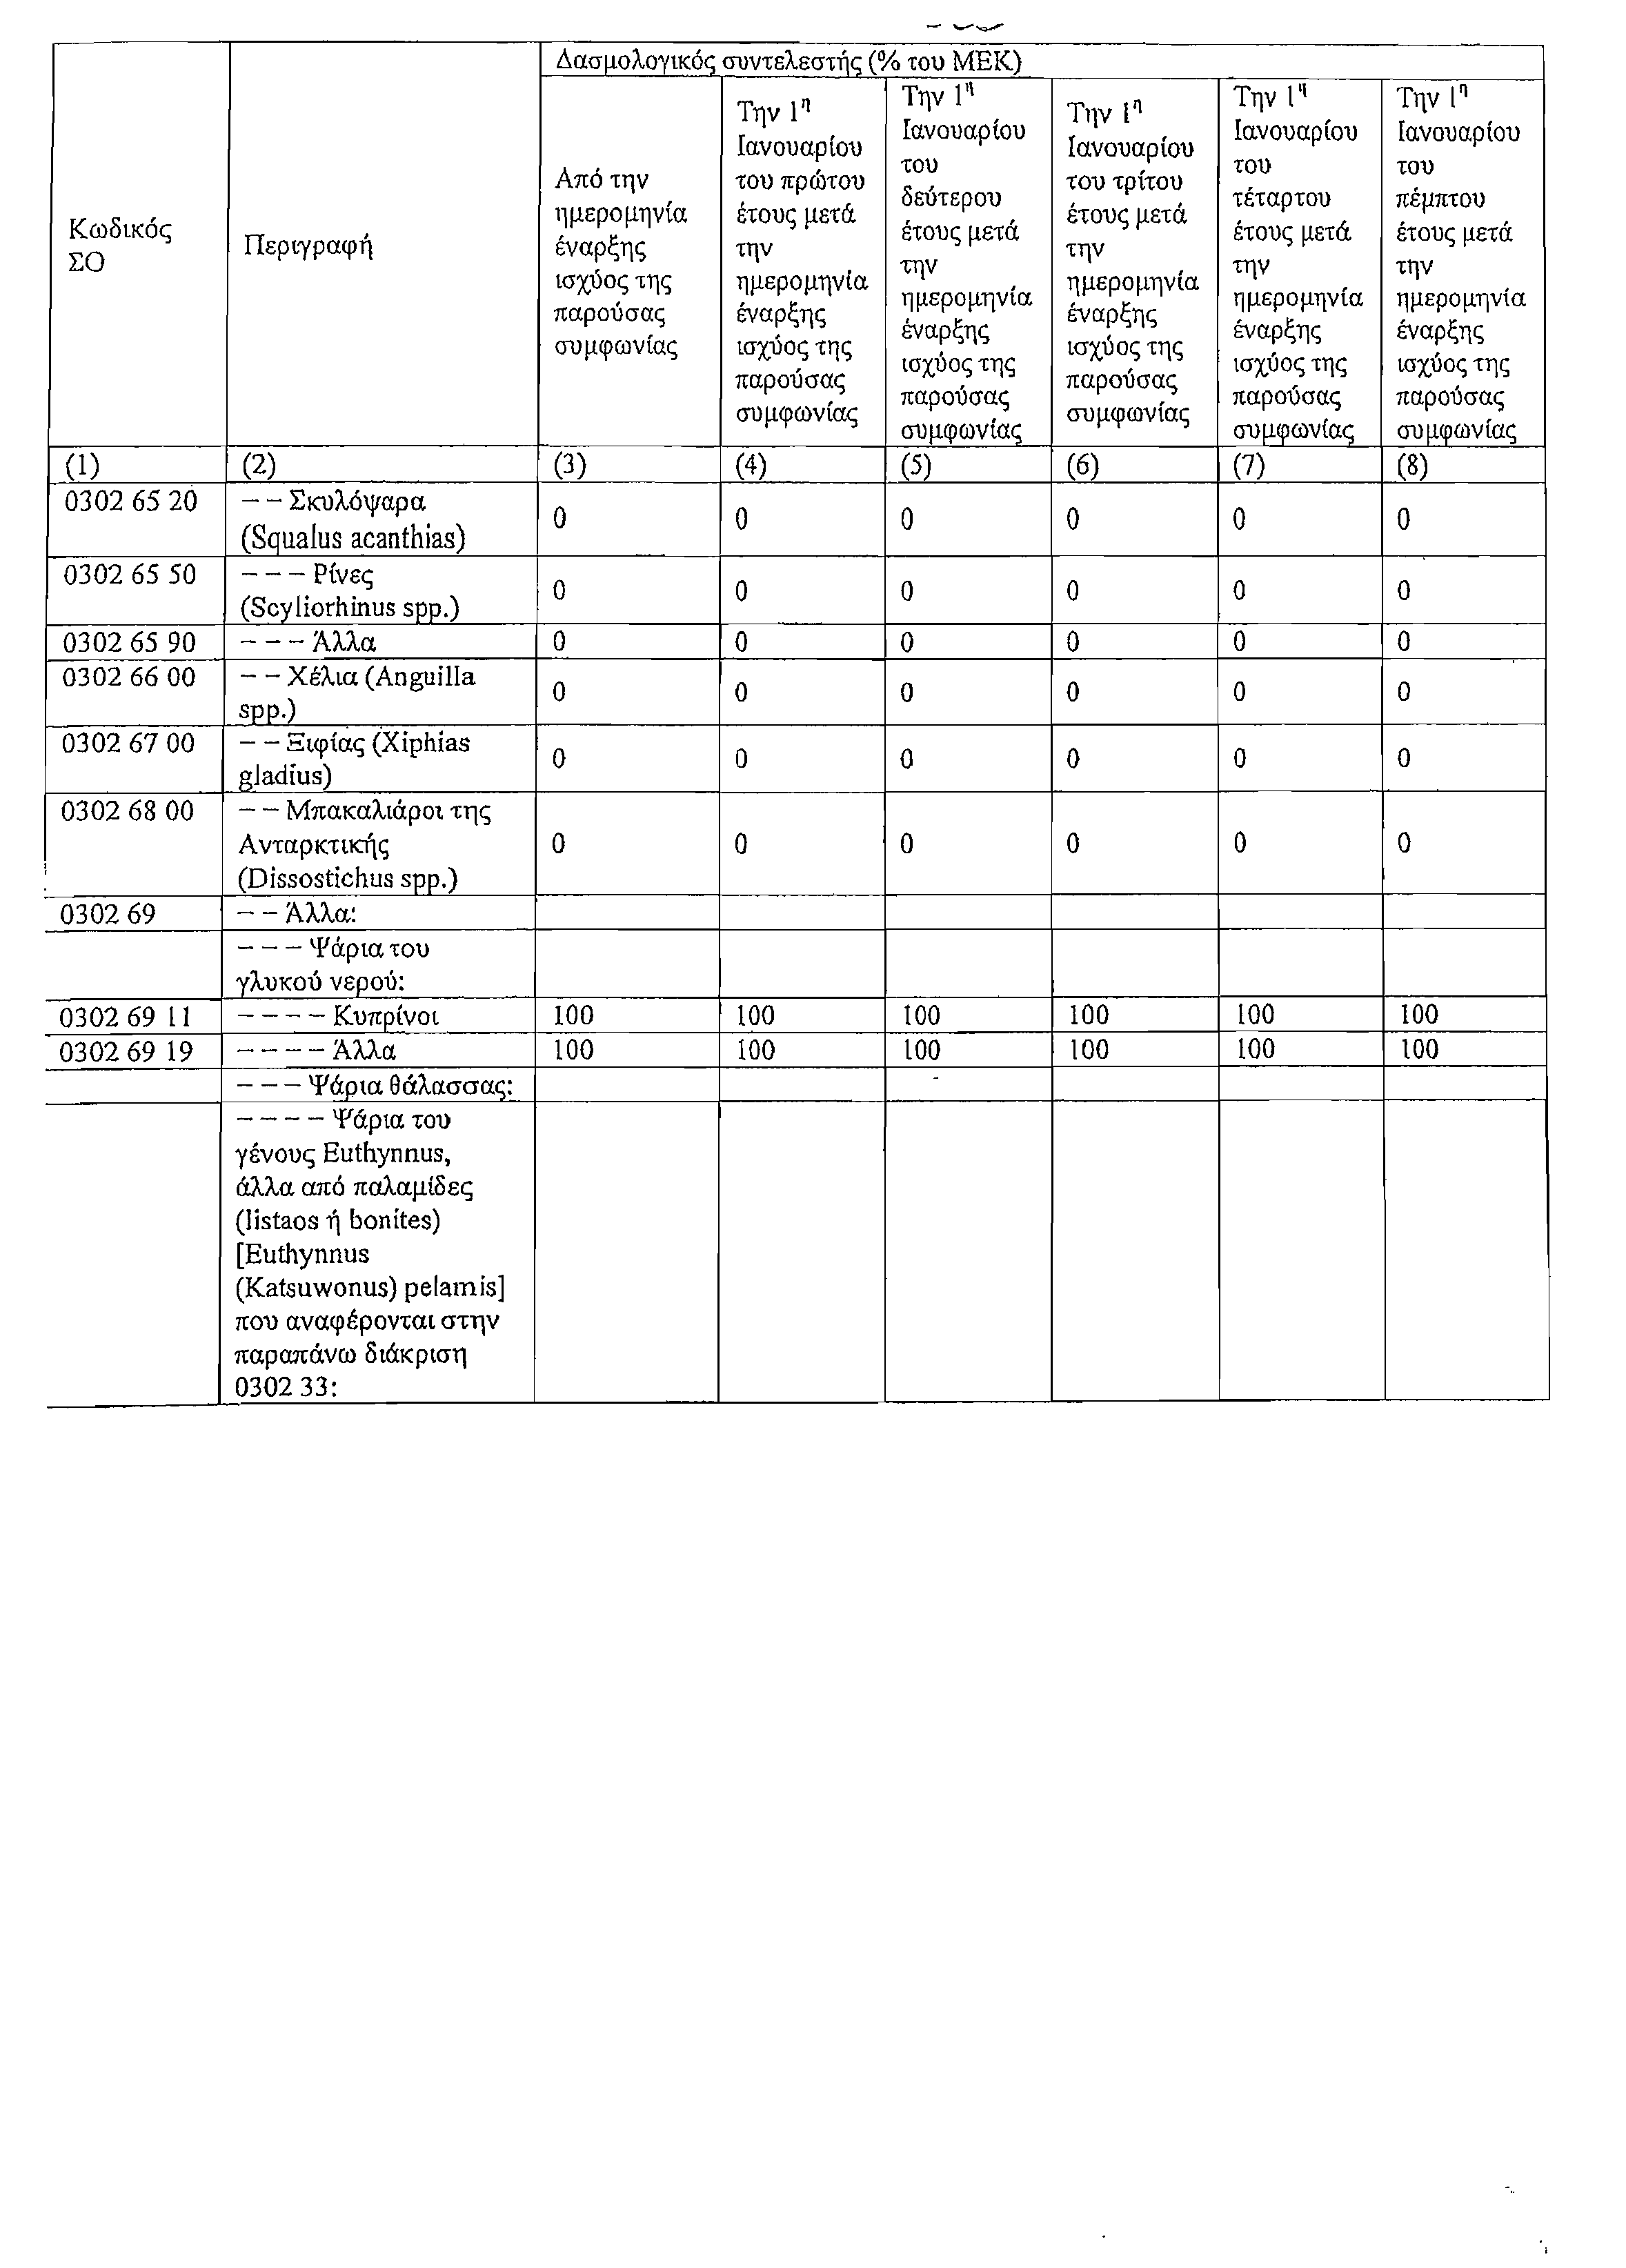 Δασμολογικός συντελεστής (% του ΜΕΚ)
Κωδικός
ΣΟ
Περιγραφή
Από την
ημερομηνία
έναρξης
ισχύος της
παρούσας
συμφωνίας
Την 1η
Ιανουαρίου
του πρώτου
έτους μετά
την
ημερομηνία
έναρξης
ισχύος της
παρούσας
συμφωνίας
Την 1η
Ιανουαρίου
του
δεύτερου
έτους μετά
την
ημερομηνία
έναρξης
ισχύος της
παρούσας
συμφωνίας
Την 1η
Ιανουαρίου
του τρίτου
έτους μετά
την
ημερομηνία
έναρξης
ισχύος της
παρούσας
συμφωνίας
Την 1η
Ιανουαρίου
του
τέταρτου
έτους μετά
την
ημερομηνία
έναρξης
ισχύος της
παρούσας
συμφωνίας
Την 1η
Ιανουαρίου
του
πέμπτου
έτους μετά
την
ημερομηνία
έναρξης
ισχύος της
παρούσας
συμφωνίας
(1) (2) (3) (4) (5) (6) (7) (8)
0302 65 20 – – Σκυλόψαρα
(Squalus acanthias) 0 0 0 0 0 0
0302 65 50 – – – Ρίνες
(Scyliorhinus spp.) 0 0 0 0 0 0
0302 65 90 – – – Άλλα 0 0 0 0 0 0
0302 66 00 – – Χέλια (Anguilla
spp.) 0 0 0 0 0 0
0302 67 00 – – Ξιφίας (Xiphias
gladius) 0 0 0 0 0 0
0302 68 00 – – Μπακαλιάροι της
Ανταρκτικής 0 0 0 0 0 0
(Dissostichus spp.)
0302 69 – – Άλλα:
– – – Ψάρια του
γλυκού νερού:
0302 69 11 – – – – Κυπρίνοι 100 100 100 100 100 100
0302 69 19 – – – – Άλλα 100 100 100 100 100 100
– – – Ψάρια θάλασσας:
– – – – Ψάρια του
γένους Euthynnus,
άλλα από παλαμίδες
(listaos ή bonites)
[Euthynnus
(Katsuwonus) pelamis]
που αναφέρονται στην
παραπάνω διάκριση
0302 33: